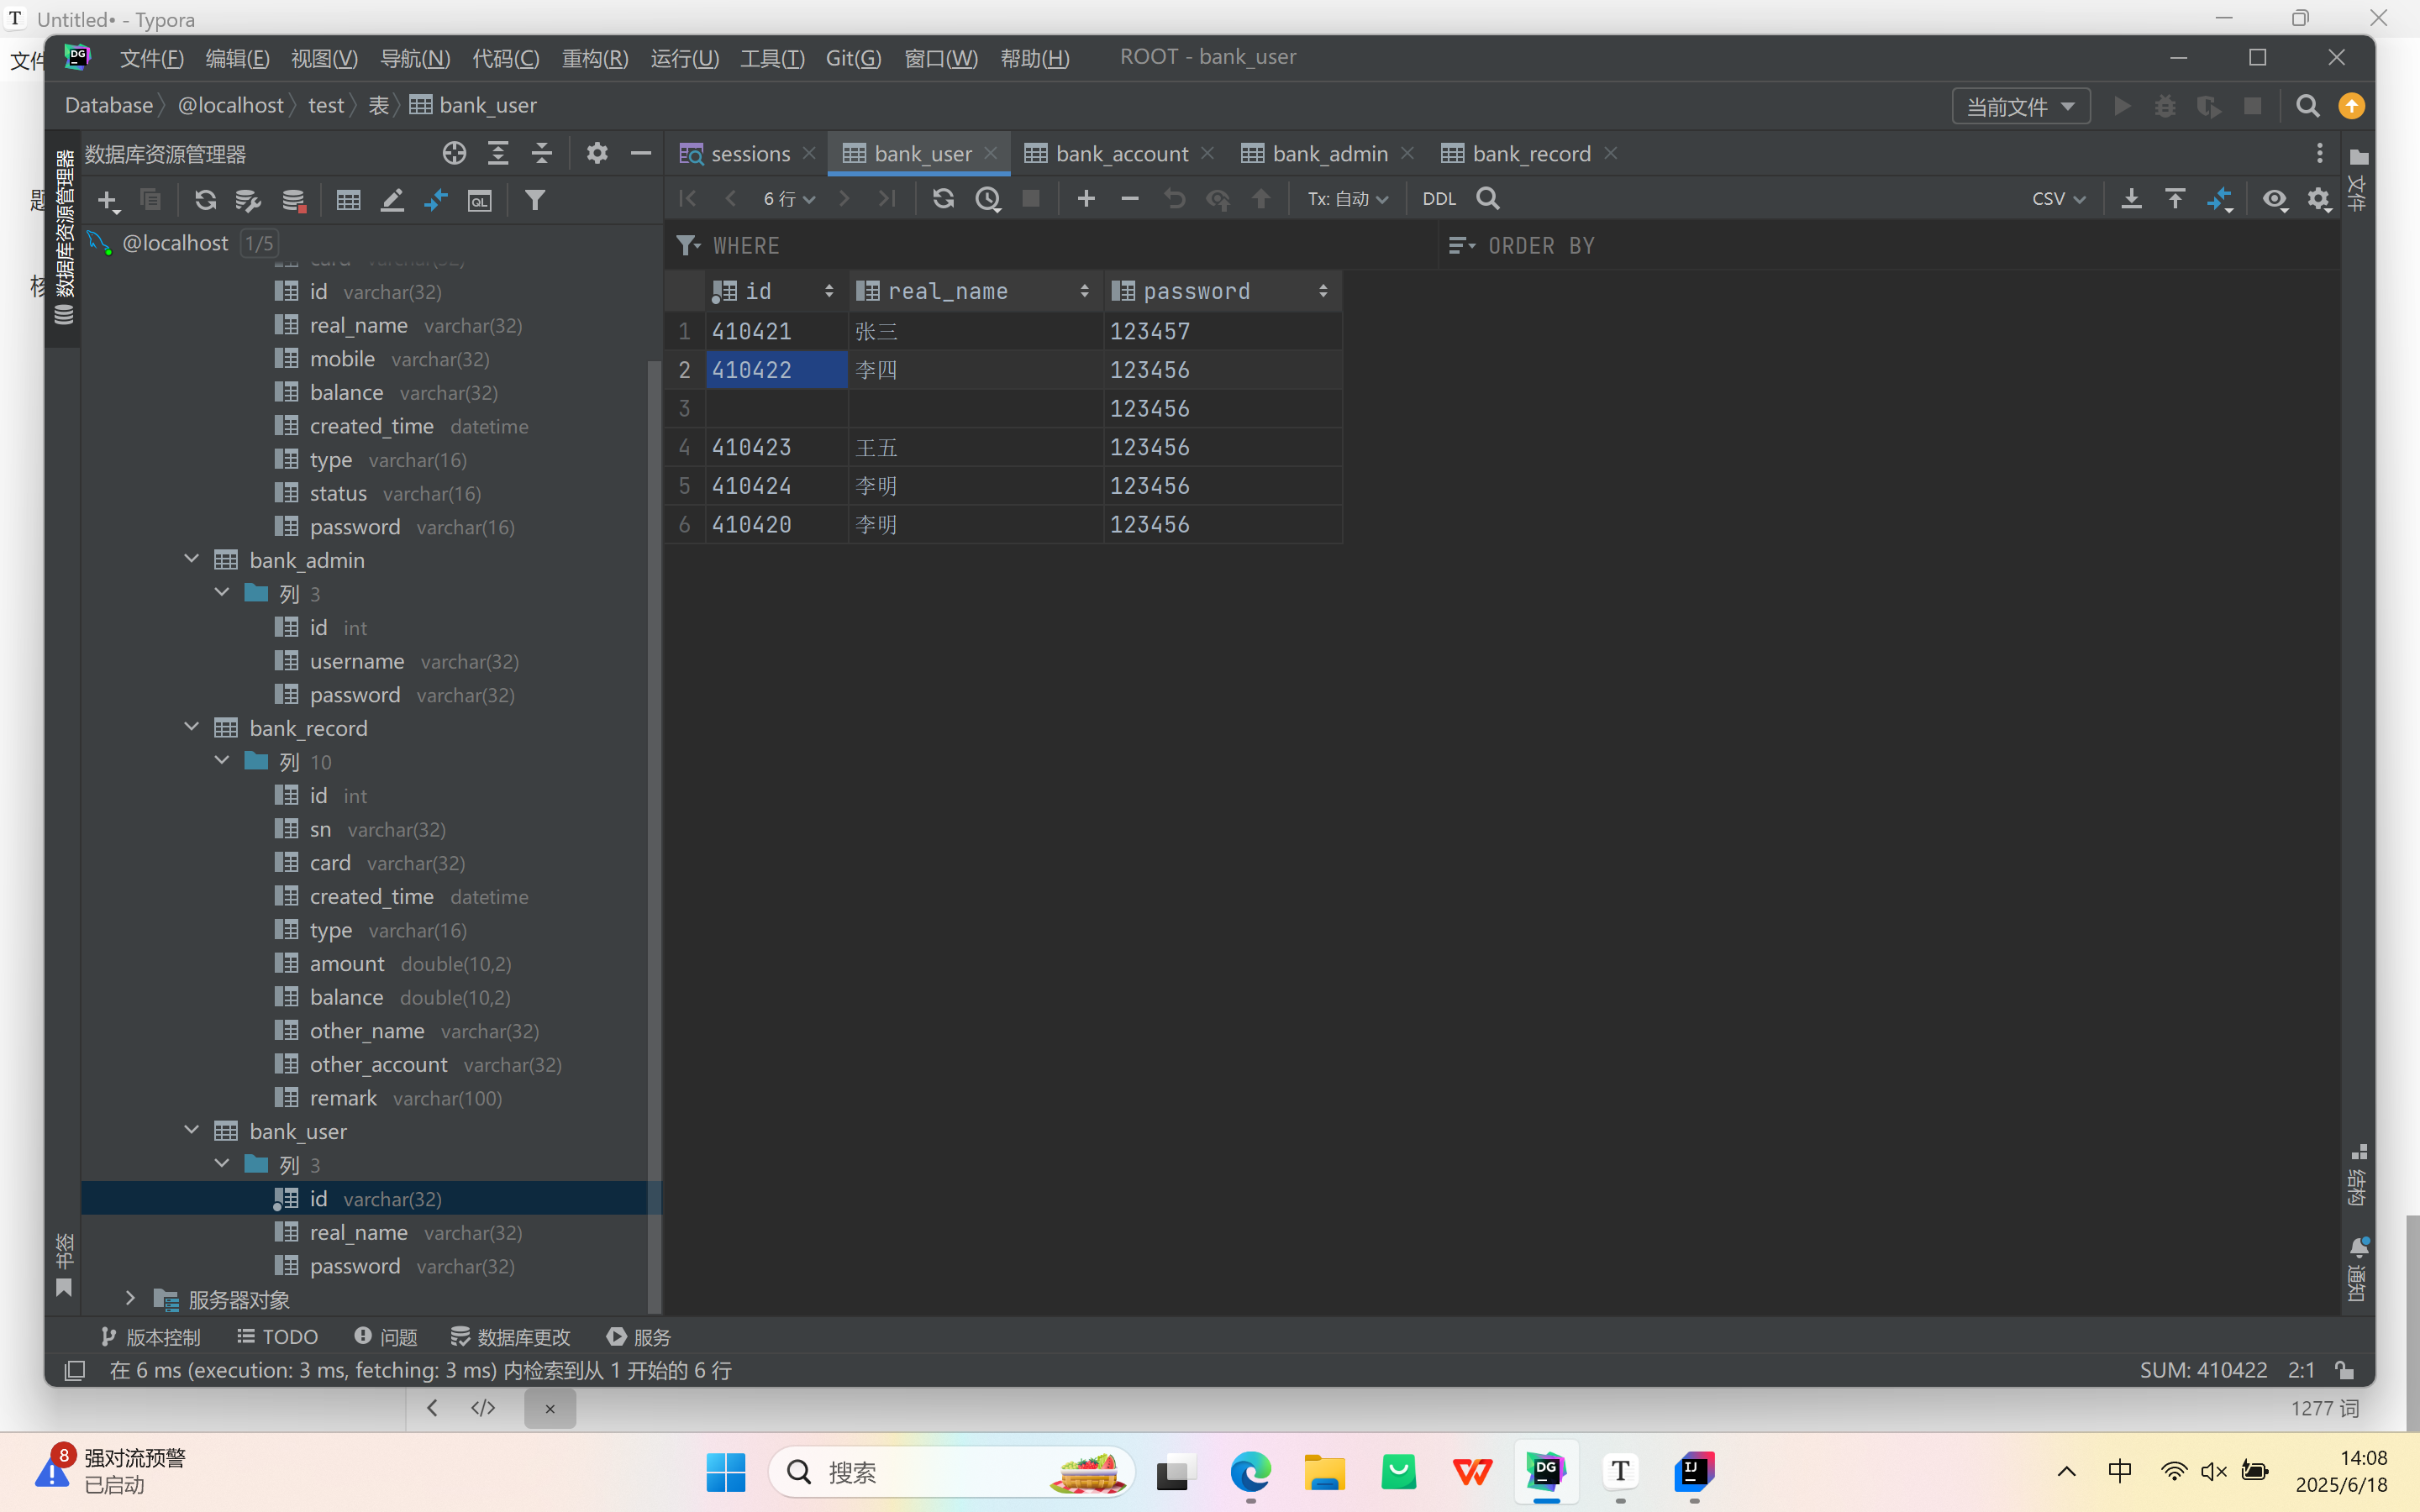 Untitled• - Typora
文件
DG
文件(F) 编辑(E) 视图(V) 导航(N) 代码(C) 重构(R) 运行(U) 工具(T) Git(G) 窗口(W) 帮助(H) ROOT - bank_user
Database @localhost test 表 bank_user
当前文件
数据库资源管理器
数据库资源管理器
sessions bank_user bank_account bank_admin bank_record
文件
题
核
QL
6 行 Tx: 自动 DDL CSV
@localhost 1/5
WHERE ORDER BY
id varchar(32)
real_name varchar(32)
mobile varchar(32)
balance varchar(32)
created_time datetime
type varchar(16)
status varchar(16)
password varchar(16)
bank_admin
列 3
id int
username varchar(32)
password varchar(32)
bank_record
列 10
id int
sn varchar(32)
card varchar(32)
created_time datetime
type varchar(16)
amount double(10,2)
balance double(10,2)
other_name varchar(32)
other_account varchar(32)
remark varchar(100)
bank_user
列 3
id varchar(32)
real_name varchar(32)
password varchar(32)
服务器对象
id real_name password
1 410421 张三 123457
2 410422 李四 123456
3 123456
4 410423 王五 123456
5 410424 李明 123456
6 410420 李明 123456
书签
结构
通知
版本控制 TODO 问题 数据库更改 服务
在 6 ms (execution: 3 ms, fetching: 3 ms) 内检索到从 1 开始的 6 行
SUM: 410422 2:1
</> ×
1277 词
8
强对流预警
已启动
搜索
DG
T
IJ
中
14:08
2025/6/18